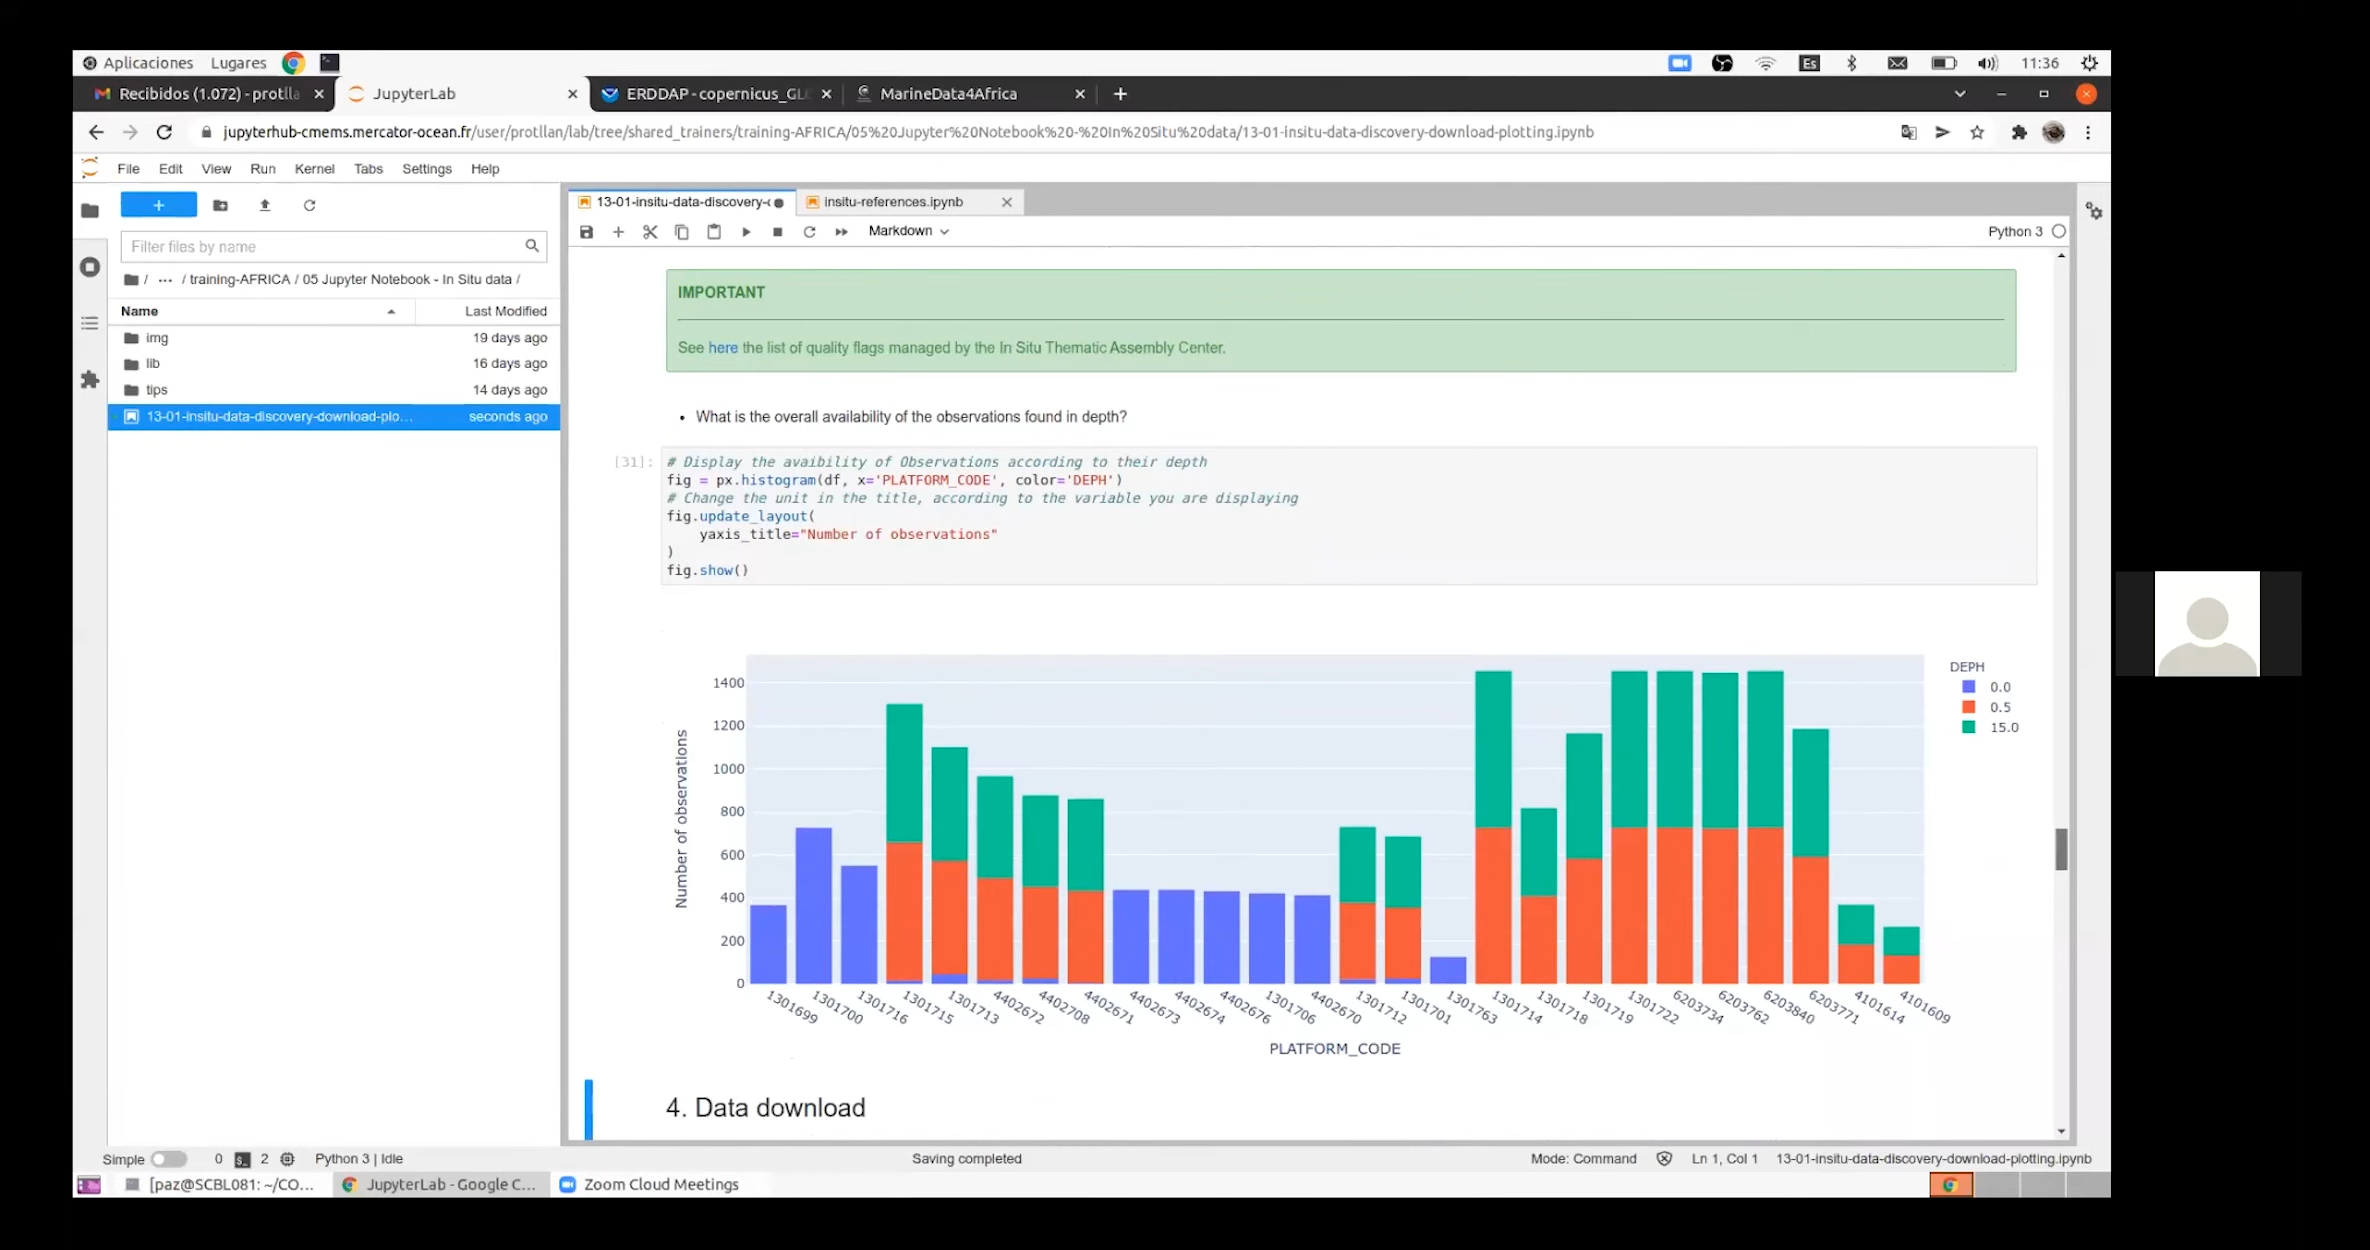 Aplicaciones Lugares Es 11:36
Recibidos (1.072) - protlla JupyterLab ERDDAP - copernicus_GL MarineData4Africa
jupyterhub-cmems.mercator-ocean.fr/user/protllan/lab/tree/shared_trainers/training-AFRICA/05%20Jupyter%20Notebook%20-%20In%20Situ%20data/13-01-insitu-data-discovery-download-plotting.ipynb
File Edit View Run Kernel Tabs Settings Help
13-01-insitu-data-discovery-( insitu-references.ipynb
Markdown Python 3
Filter files by name
/ ... / training-AFRICA / 05 Jupyter Notebook - In Situ data /
Name Last Modified
img 19 days ago
lib 16 days ago
tips 14 days ago
13-01-insitu-data-discovery-download-plo... seconds ago
IMPORTANT
See here the list of quality flags managed by the In Situ Thematic Assembly Center.
• What is the overall availability of the observations found in depth?
[31]: # Display the avaibility of Observations according to their depth
fig = px.histogram(df, x='PLATFORM_CODE', color='DEPH')
# Change the unit in the title, according to the variable you are displaying
fig.update_layout(
yaxis_title="Number of observations"
)
fig.show()
DEPH
0.0
0.5
15.0
Number of observations
1400
1200
1000
800
600
400
200
0
1301699 1301700 1301716 1301715 1301713 4402672 4402708 4402671 4402673 4402674 4402676 1301706 4402670 1301712 1301701 1301763 1301714 1301718 1301719 1301722 6203734 6203762 6203840 6203771 4101614 4101609
PLATFORM_CODE
4. Data download
Simple 0 $_ 2 Python 3 | Idle Saving completed Mode: Command Ln 1, Col 1 13-01-insitu-data-discovery-download-plotting.ipynb
[paz@SCBL081: ~/CO... JupyterLab - Google C... Zoom Cloud Meetings